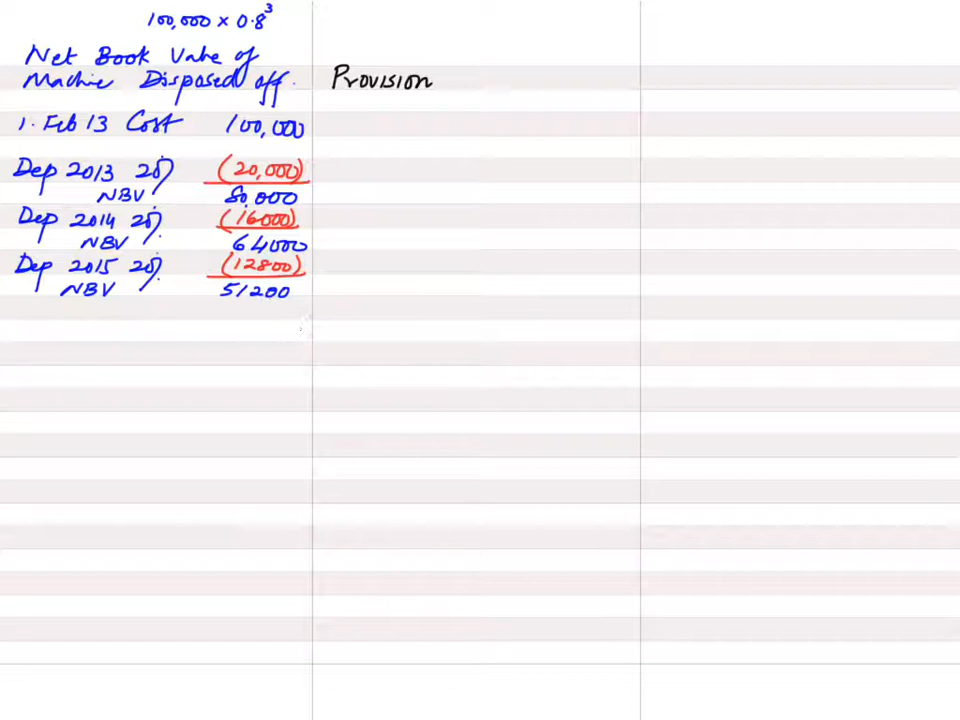 100,000 × 0.8³
Net Book Value of
Machine Disposed off.
Provision
1. Feb 13 Cost 100,000
Dep 2013 20% (20,000)
NBV 80,000
Dep 2014 20% (16000)
NBV 64000
Dep 2015 20% (12800)
NBV 51200